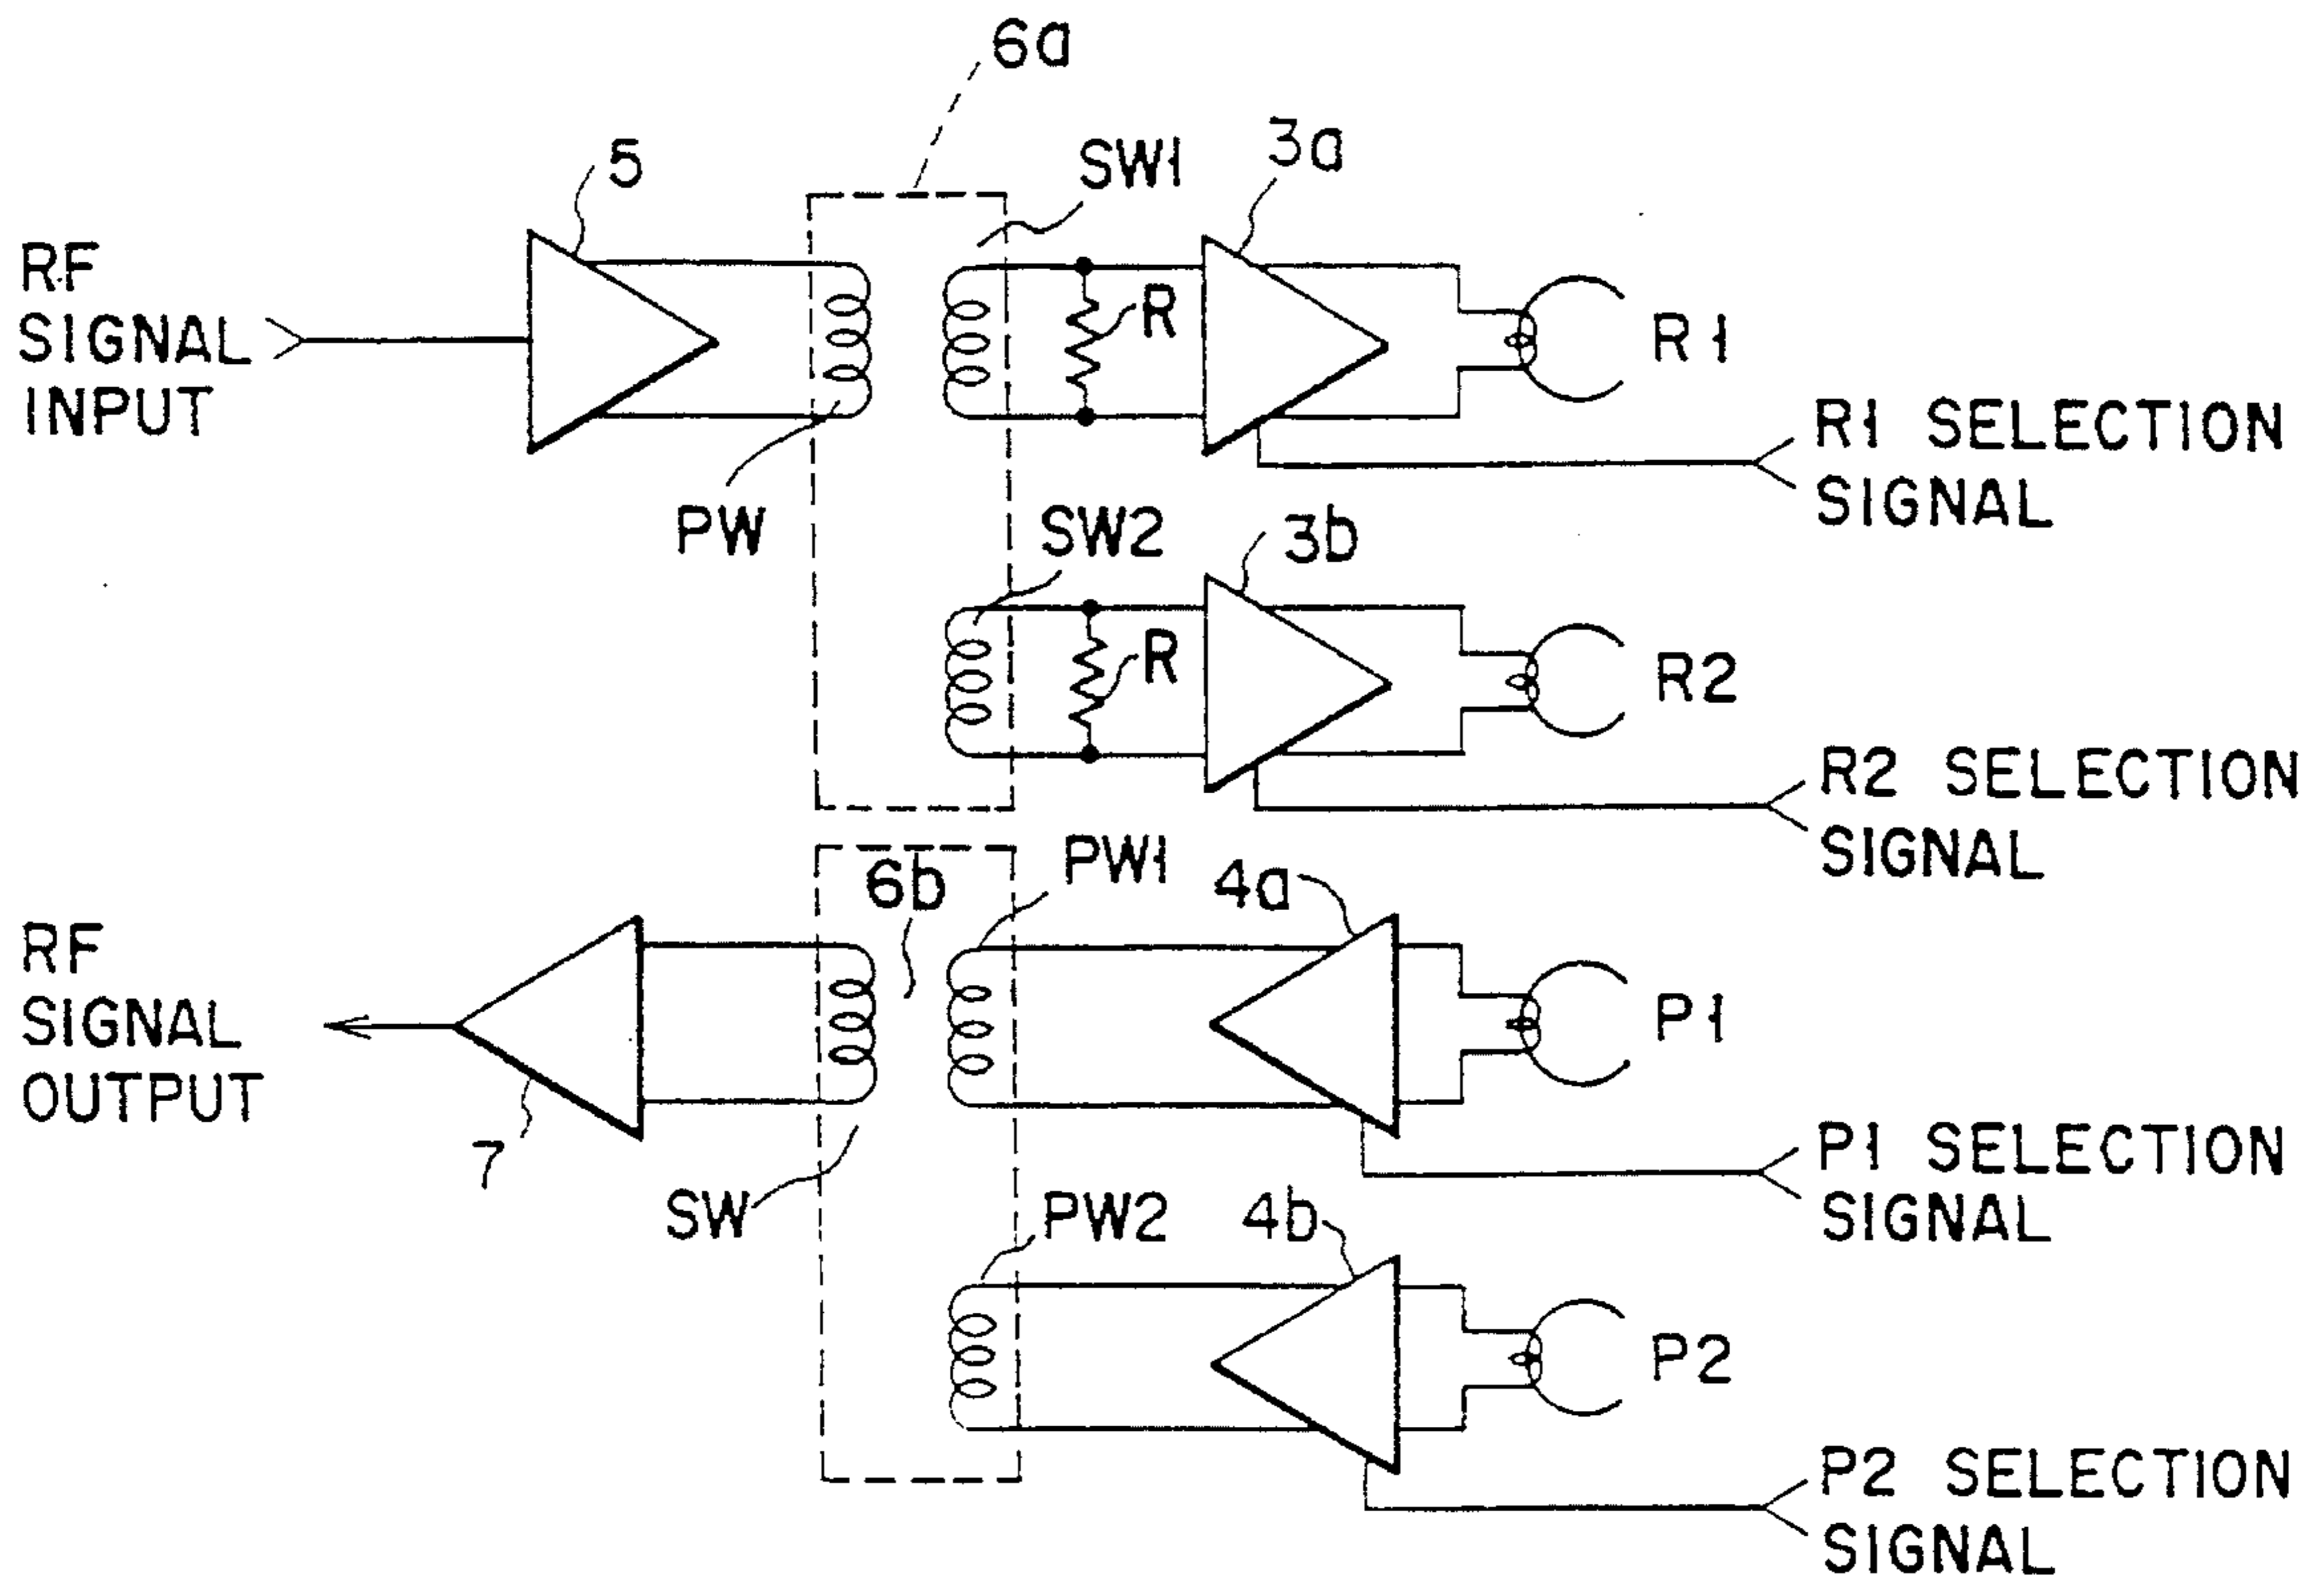 6a
5
SW1
3a
RF
SIGNAL
INPUT
R
R1
R1 SELECTION
SIGNAL
PW
SW2
3b
R
R2
R2 SELECTION
SIGNAL
6b
PW1
4a
RF
SIGNAL
OUTPUT
P1
7
P1 SELECTION
SIGNAL
SW
PW2
4b
P2
P2 SELECTION
SIGNAL